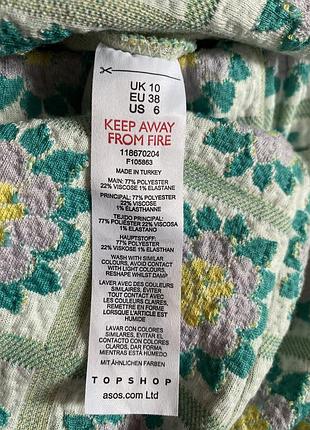 UK 10
EU 38
US 6
KEEP AWAY
FROM FIRE
118670204
F105863
MADE IN TURKEY
MAIN: 77% POLYESTER
22% VISCOSE 1% ELASTANE
PRINCIPAL: 77% POLYESTER
22% VISCOSE
1% ÉLASTHANNE
TEJIDO PRINCIPAL:
77% POLIÉSTER 22% VISCOSA
1% ELASTANO
HAUPTSTOFF:
77% POLYESTER
22% VISKOSE 1% ELASTHAN
WASH WITH SIMILAR
COLOURS, AVOID CONTACT
WITH LIGHT COLOURS,
RESHAPE WHILST DAMP
LAVER AVEC DES COULEURS
SIMILAIRES, ÉVITER
LE CONTACT AVEC
LES COULEURS CLAIRES,
REMETTRE EN FORME
LORSQUE L'ARTICLE EST
HUMIDE
LAVAR CON COLORES
SIMILARES, EVITAR EL
CONTACTO CON COLORES
CLAROS, DAR FORMA
MIENTRAS ESTÁ HÚMEDO
MIT ÄHNLICHEN FARBEN
TOPSHOP
asos.com Ltd